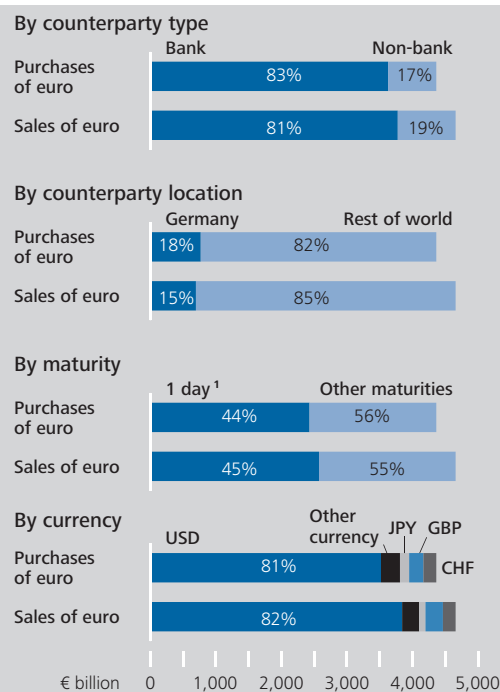 By counterparty type
Bank Non-bank
Purchases
of euro
83% 17%
Sales of euro 81% 19%
By counterparty location
Germany Rest of world
Purchases
of euro
18% 82%
Sales of euro 15% 85%
By maturity
1 day ¹ Other maturities
Purchases
of euro
44% 56%
Sales of euro 45% 55%
By currency
USD
Other
currency
JPY GBP
Purchases
of euro
81% CHF
Sales of euro 82%
€ billion 0 1,000 2,000 3,000 4,000 5,000